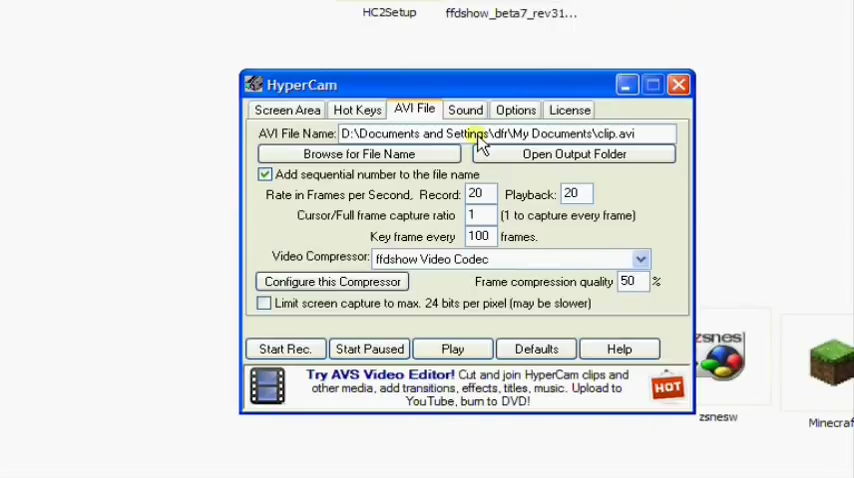 HC2Setup
ffdshow_beta7_rev31...
HyperCam
Screen Area
Hot Keys
AVI File
Sound
Options
License
AVI File Name: D:\Documents and Settings\dfr\My Documents\clip.avi
Browse for File Name
Open Output Folder
Add sequential number to the file name
Rate in Frames per Second, Record: 20 Playback: 20
Cursor/Full frame capture ratio 1 (1 to capture every frame)
Key frame every 100 frames.
Video Compressor: ffdshow Video Codec
Configure this Compressor
Frame compression quality 50 %
Limit screen capture to max. 24 bits per pixel (may be slower)
Start Rec.
Start Paused
Play
Defaults
Help
Try AVS Video Editor! Cut and join HyperCam clips and
other media, add transitions, effects, titles, music. Upload to
YouTube, burn to DVD!
HOT
zsnes
zsnesw
Minecraf